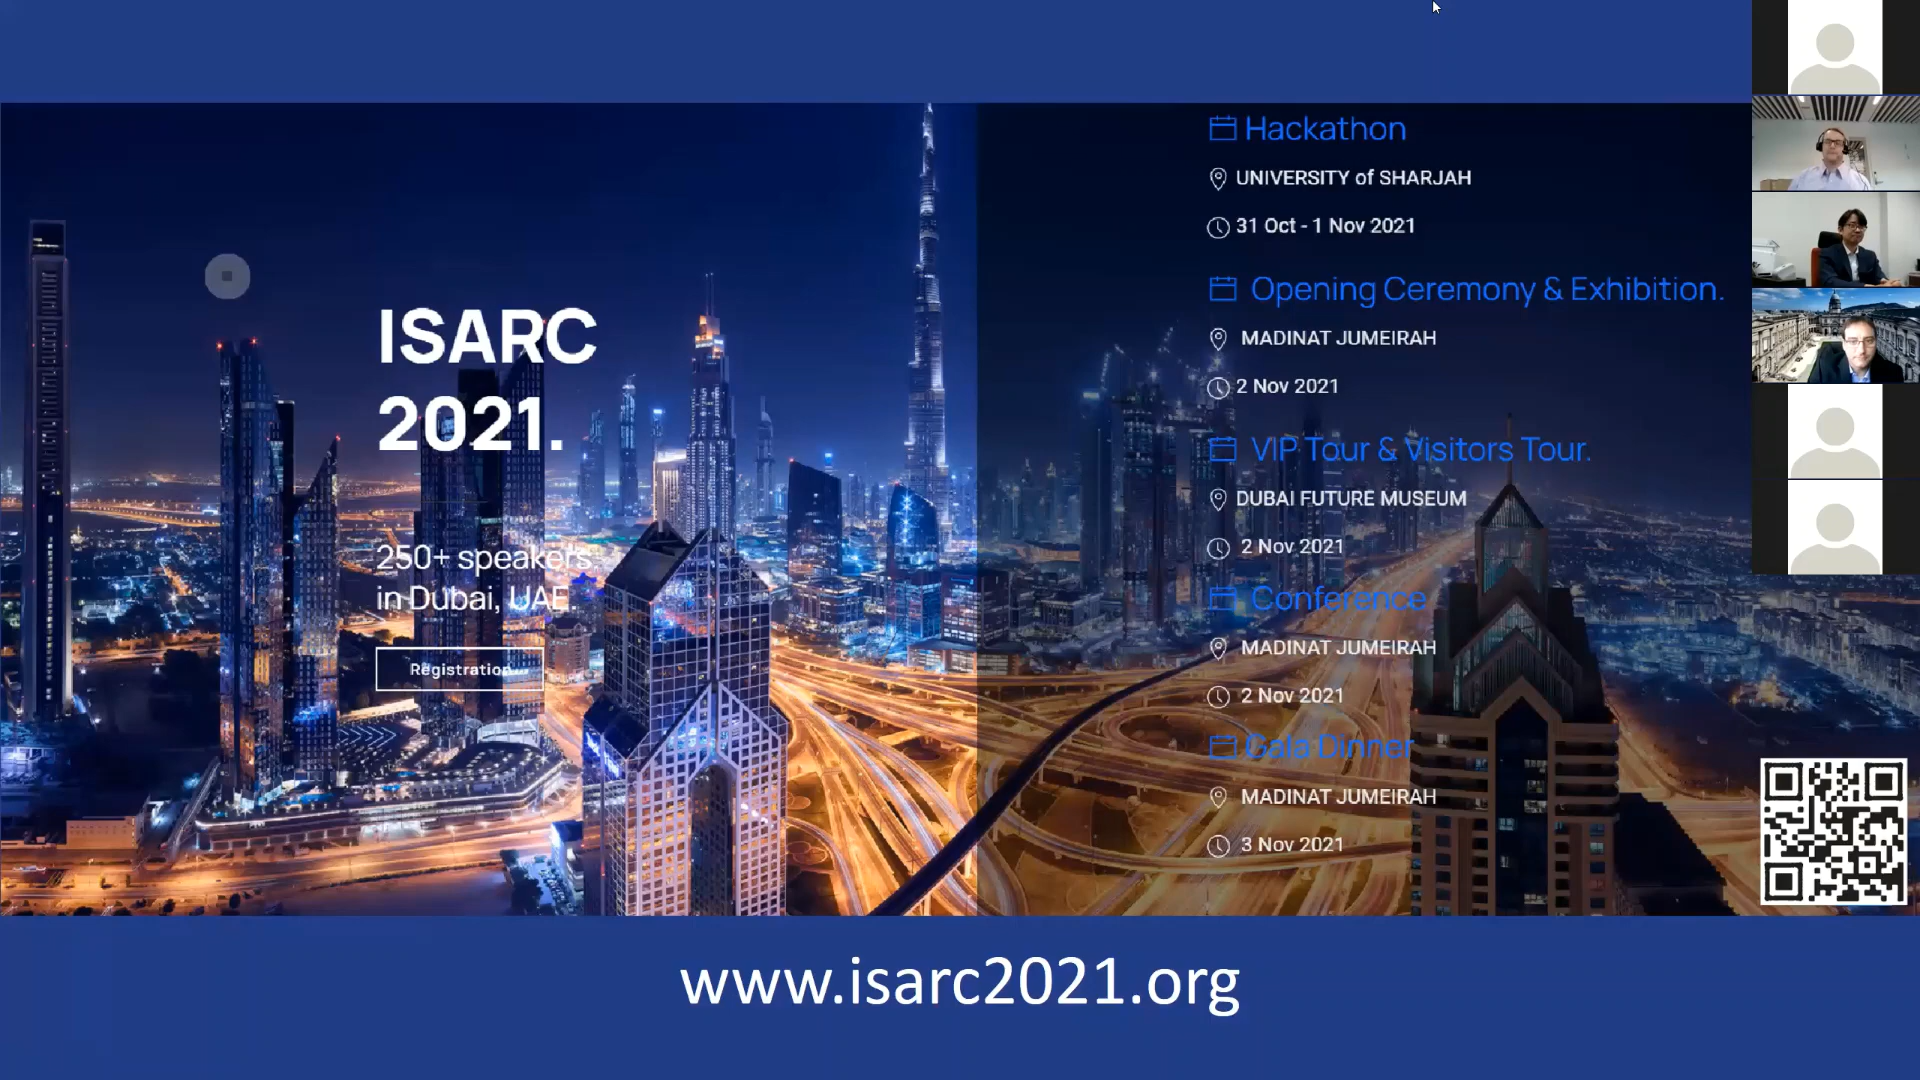 ISARC
2021.
250+ speakers.
in Dubai, UAE.
Registration
Hackathon
UNIVERSITY of SHARJAH
31 Oct - 1 Nov 2021
Opening Ceremony & Exhibition.
MADINAT JUMEIRAH
2 Nov 2021
VIP Tour & Visitors Tour.
DUBAI FUTURE MUSEUM
2 Nov 2021
Conference
MADINAT JUMEIRAH
2 Nov 2021
Gala Dinner
MADINAT JUMEIRAH
3 Nov 2021
www.isarc2021.org